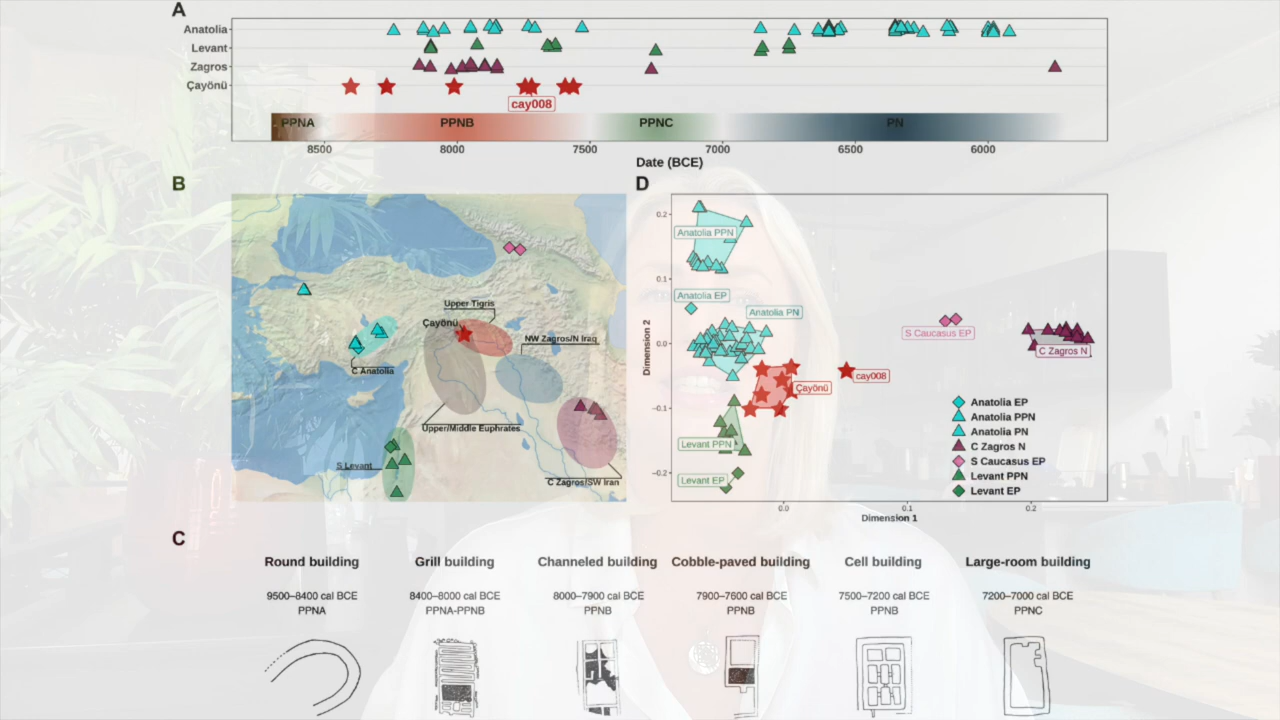 A
Anatolia
Levant
Zagros
Çayönü
cay008
PPNA PPNB PPNC PN
8500 8000 7500 7000 6500 6000
Date (BCE)
B
Upper Tigris
Çayönü
NW Zagros/N Iraq
C Anatolia
Upper/Middle Euphrates
S Levant
C Zagros/SW Iran
D
0.2
0.1
0.0
−0.1
−0.2
Dimension 2
Anatolia PPN
Anatolia EP
Anatolia PN
S Caucasus EP
C Zagros N
cay008
Çayönü
Levant PPN
Levant EP
Anatolia EP
Anatolia PPN
Anatolia PN
C Zagros N
S Caucasus EP
Levant PPN
Levant EP
0.0 0.1 0.2
Dimension 1
C
Round building Grill building Channeled building Cobble-paved building Cell building Large-room building
9500–8400 cal BCE 8400–8000 cal BCE 8000–7900 cal BCE 7900–7600 cal BCE 7500–7200 cal BCE 7200–7000 cal BCE
PPNA PPNA-PPNB PPNB PPNB PPNB PPNC